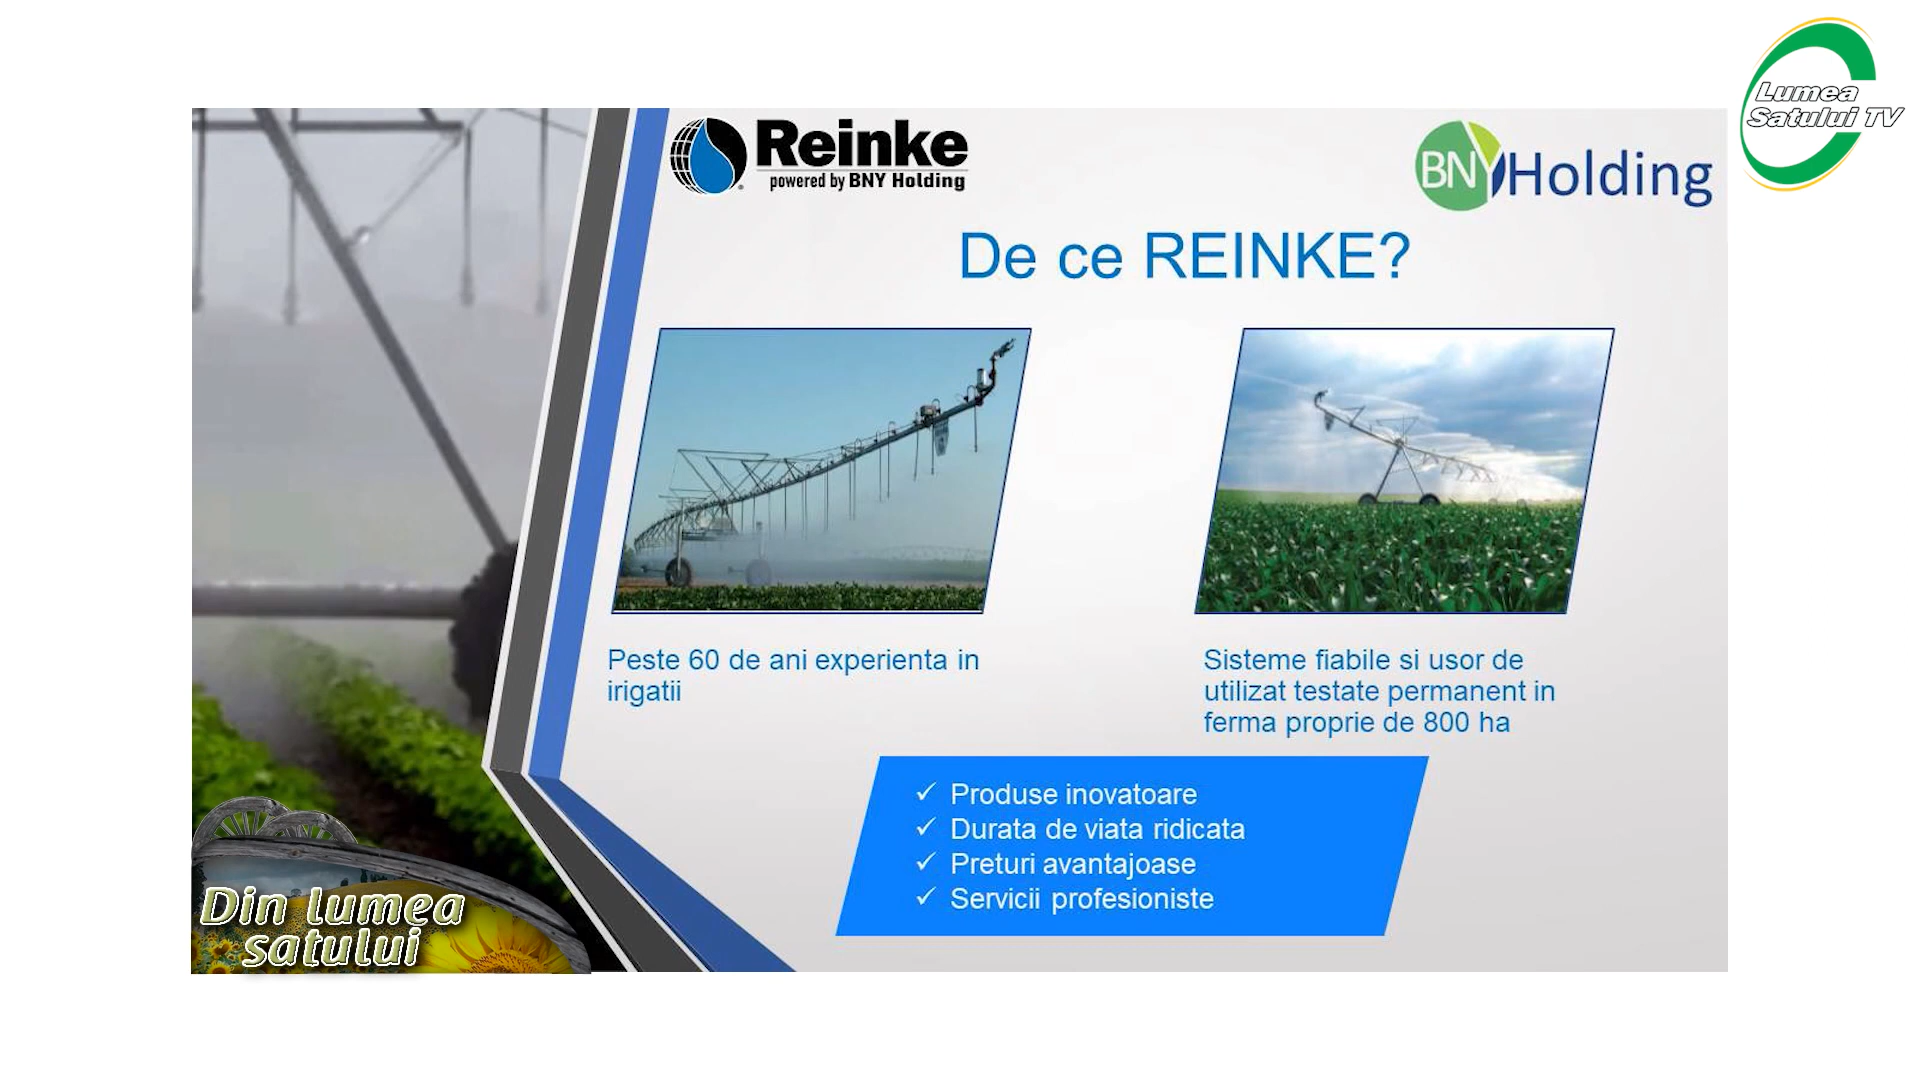 Lumea
Satului TV
Reinke
powered by BNY Holding
BNY Holding
De ce REINKE?
Peste 60 de ani experienta in
irigatii
Sisteme fiabile si usor de
utilizat testate permanent in
ferma proprie de 800 ha
✓ Produse inovatoare
✓ Durata de viata ridicata
✓ Preturi avantajoase
✓ Servicii profesioniste
Din lumea
satului